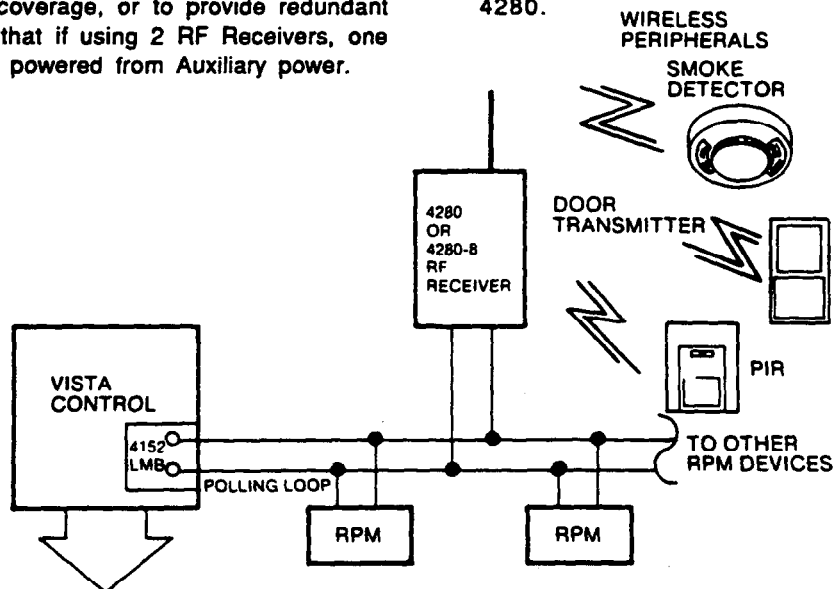 coverage, or to provide redundant
that if using 2 RF Receivers, one
powered from Auxiliary power.
4280.
WIRELESS
PERIPHERALS
SMOKE
DETECTOR
4280
OR
4280-8
RF
RECEIVER
DOOR
TRANSMITTER
PIR
VISTA
CONTROL
4152
LMB
POLLING LOOP
TO OTHER
RPM DEVICES
RPM
RPM